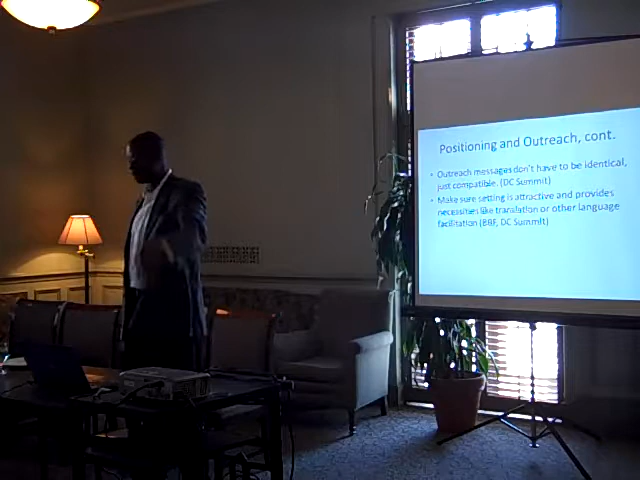 Positioning and Outreach, cont.
• Outreach messages don't have to be identical,
just compatible. (DC Summit)
• Make sure setting is attractive and provides
necessities like translation or other language
facilitation (BRF, DC Summit)